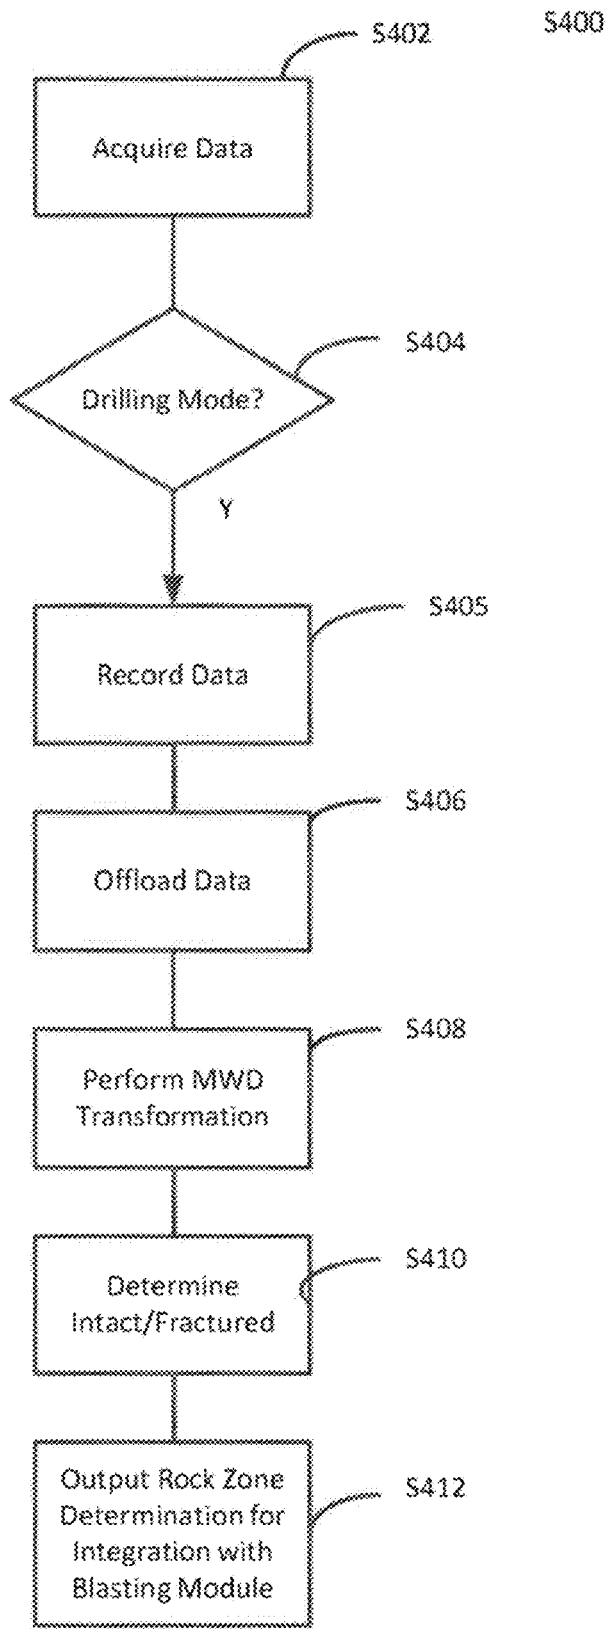 S402
S400
Acquire Data
S404
Drilling Mode?
Y
S405
Record Data
S406
Offload Data
S408
Perform MWD
Transformation
S410
Determine
Intact/Fractured
Output Rock Zone
S412
Determination for
Integration with
Blasting Module